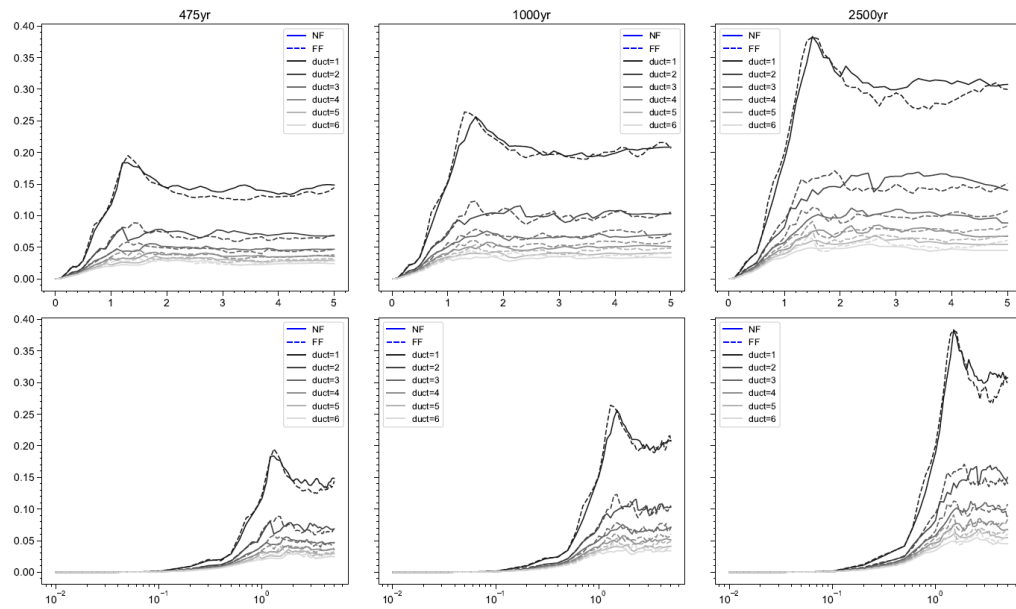 475yr
1000yr
2500yr
0.40
0.35
0.30
0.25
0.20
0.15
0.10
0.05
0.00
NF
FF
duct=1
duct=2
duct=3
duct=4
duct=5
duct=6
0 1 2 3 4 5
NF
FF
duct=1
duct=2
duct=3
duct=4
duct=5
duct=6
0 1 2 3 4 5
NF
FF
duct=1
duct=2
duct=3
duct=4
duct=5
duct=6
0 1 2 3 4 5
0.40
0.35
0.30
0.25
0.20
0.15
0.10
0.05
0.00
NF
FF
duct=1
duct=2
duct=3
duct=4
duct=5
duct=6
10⁻² 10⁻¹ 10⁰
NF
FF
duct=1
duct=2
duct=3
duct=4
duct=5
duct=6
10⁻² 10⁻¹ 10⁰
NF
FF
duct=1
duct=2
duct=3
duct=4
duct=5
duct=6
10⁻² 10⁻¹ 10⁰